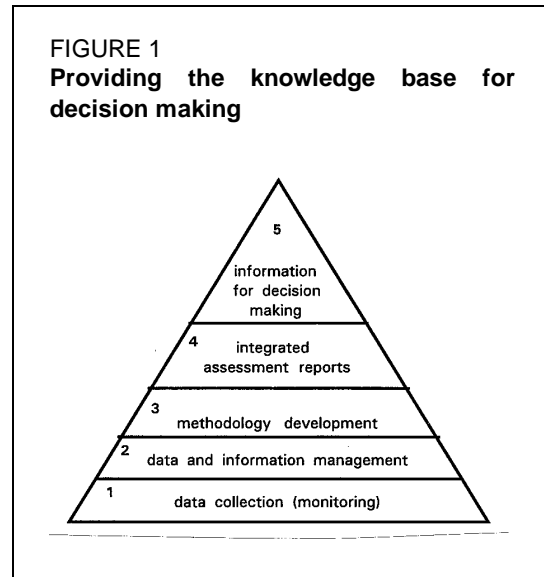 FIGURE 1
Providing the knowledge base for
decision making
5
information
for decision
making
4
integrated
assessment reports
3
methodology development
2
data and information management
1
data collection (monitoring)